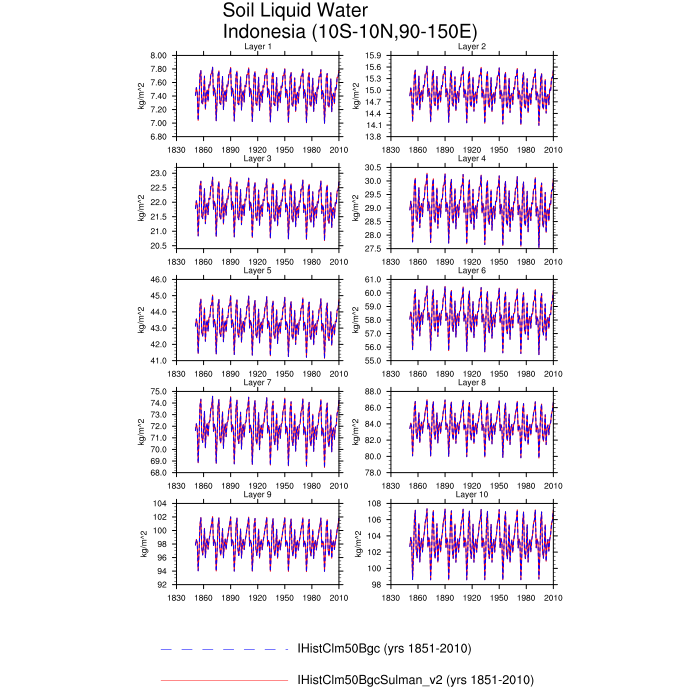 Soil Liquid Water
Indonesia (10S-10N,90-150E)
Layer 1
8.00
7.80
7.60
7.40
7.20
7.00
6.80
kg/m^2
1830 1860 1890 1920 1950 1980 2010
Layer 2
15.9
15.6
15.3
15.0
14.7
14.4
14.1
13.8
kg/m^2
1830 1860 1890 1920 1950 1980 2010
Layer 3
23.0
22.5
22.0
21.5
21.0
20.5
kg/m^2
1830 1860 1890 1920 1950 1980 2010
Layer 4
30.5
30.0
29.5
29.0
28.5
28.0
27.5
kg/m^2
1830 1860 1890 1920 1950 1980 2010
Layer 5
46.0
45.0
44.0
43.0
42.0
41.0
kg/m^2
1830 1860 1890 1920 1950 1980 2010
Layer 6
61.0
60.0
59.0
58.0
57.0
56.0
55.0
kg/m^2
1830 1860 1890 1920 1950 1980 2010
Layer 7
75.0
74.0
73.0
72.0
71.0
70.0
69.0
68.0
kg/m^2
1830 1860 1890 1920 1950 1980 2010
Layer 8
88.0
86.0
84.0
82.0
80.0
78.0
kg/m^2
1830 1860 1890 1920 1950 1980 2010
Layer 9
104
102
100
98
96
94
92
kg/m^2
1830 1860 1890 1920 1950 1980 2010
Layer 10
108
106
104
102
100
98
kg/m^2
1830 1860 1890 1920 1950 1980 2010
IHistClm50Bgc (yrs 1851-2010)
IHistClm50BgcSulman_v2 (yrs 1851-2010)